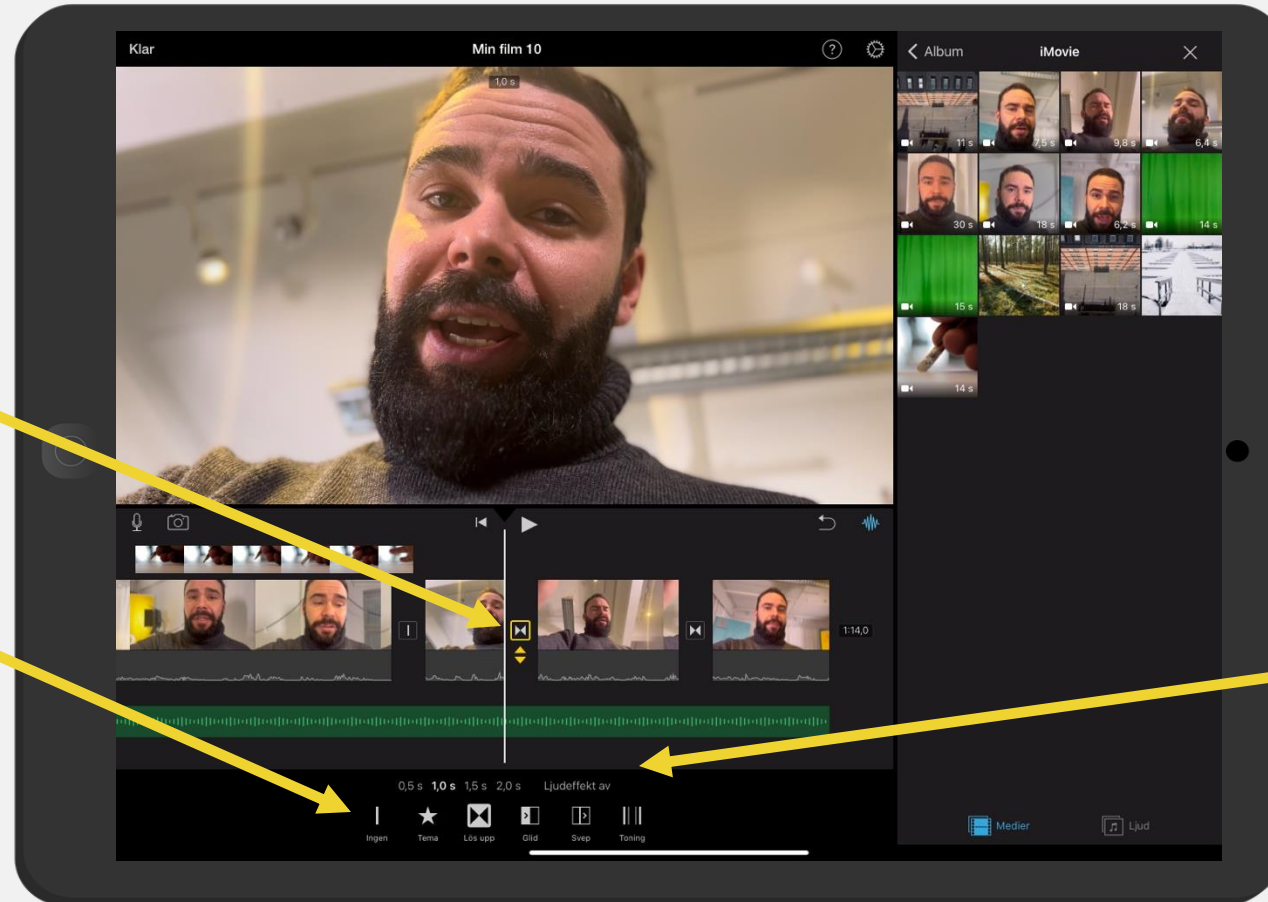 Klar
Min film 10
?
Album
iMovie
1,0 s
11 s
7,5 s
9,8 s
6,4 s
30 s
18 s
6,2 s
14 s
15 s
18 s
14 s
1:14,0
0,5 s 1,0 s 1,5 s 2,0 s Ljudeffekt av
Ingen Tema Lös upp Glid Svep Toning
Medier Ljud